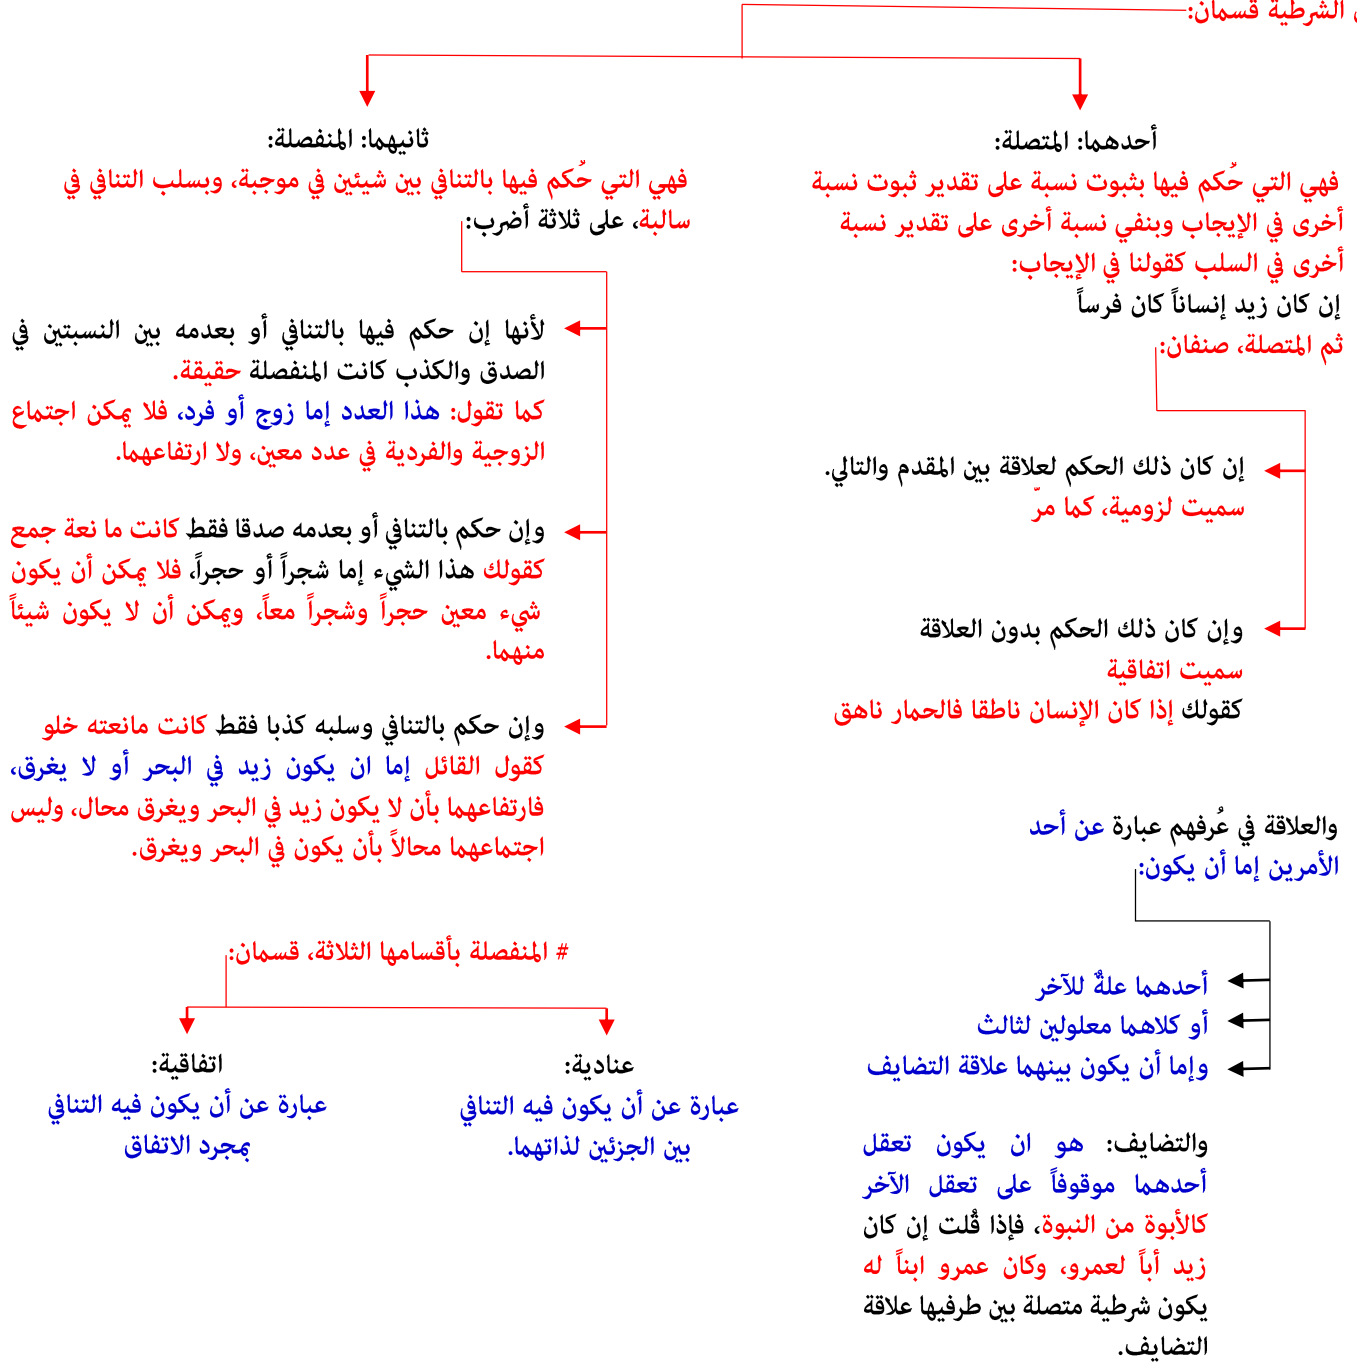 الشرطية قسمان:
أحدهما: المتصلة:
فهي التي حُكم فيها بثبوت نسبة على تقدير ثبوت نسبة
أخرى في الإيجاب وبنفي نسبة أخرى على تقدير نسبة
أخرى في السلب كقولنا في الإيجاب:
إن كان زيد إنساناً كان فرساً
ثم المتصلة، صنفان:
إن كان ذلك الحكم لعلاقة بين المقدم والتالي.
سميت لزومية، كما مرّ
وإن كان ذلك الحكم بدون العلاقة
سميت اتفاقية
كقولك إذا كان الإنسان ناطقا فالحمار ناهق
والعلاقة في عُرفهم عبارة عن أحد
الأمرين إما أن يكون:
أحدهما علةٌ للآخر
أو كلاهما معلولين لثالث
وإما أن يكون بينهما علاقة التضايف
والتضايف: هو ان يكون تعقل
أحدهما موقوفاً على تعقل الآخر
كالأبوة من النبوة، فإذا قُلت إن كان
زيد أباً لعمرو، وكان عمرو ابناً له
يكون شرطية متصلة بين طرفيها علاقة
التضايف.
ثانيهما: المنفصلة:
فهي التي حُكم فيها بالتنافي بين شيئين في موجبة، وبسلب التنافي في
سالبة، على ثلاثة أضرب:
لأنها إن حكم فيها بالتنافي أو بعدمه بين النسبتين في
الصدق والكذب كانت المنفصلة حقيقة.
كما تقول: هذا العدد إما زوج أو فرد، فلا يمكن اجتماع
الزوجية والفردية في عدد معين، ولا ارتفاعهما.
وإن حكم بالتنافي أو بعدمه صدقا فقط كانت ما نعة جمع
كقولك هذا الشيء إما شجراً أو حجراً، فلا يمكن أن يكون
شيء معين حجراً وشجراً معاً، ويمكن أن لا يكون شيئاً
منهما.
وإن حكم بالتنافي وسلبه كذبا فقط كانت مانعته خلو
كقول القائل إما ان يكون زيد في البحر أو لا يغرق،
فارتفاعهما بأن لا يكون زيد في البحر ويغرق محال، وليس
اجتماعهما محالاً بأن يكون في البحر ويغرق.
# المنفصلة بأقسامها الثلاثة، قسمان:
عنادية:
عبارة عن أن يكون فيه التنافي
بين الجزئين لذاتهما.
اتفاقية:
عبارة عن أن يكون فيه التنافي
بمجرد الاتفاق